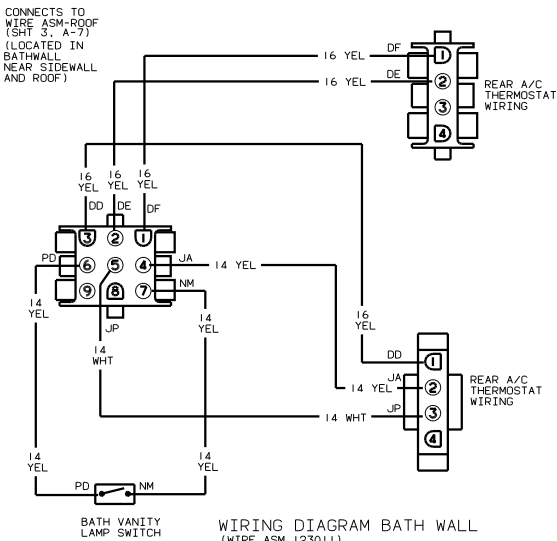 CONNECTS TO
WIRE ASM-ROOF
(SHT 3, A-7)
(LOCATED IN
BATHWALL
NEAR SIDEWALL
AND ROOF)
16 YEL DF
16 YEL DE
1
2
3
4
REAR A/C
THERMOSTAT
WIRING
16
YEL
16
YEL
16
YEL
DD DE DF
3 2 1
PD 6 5 4 JA
9 8 7 NM
14 YEL
14
YEL
JP
14
WHT
14
YEL
16
YEL
DD 1
14 YEL JA 2
14 WHT JP 3
4
REAR A/C
THERMOSTAT
WIRING
14
YEL
14
YEL
PD NM
BATH VANITY
LAMP SWITCH
WIRING DIAGRAM BATH WALL
(WIRE ASM 123011)